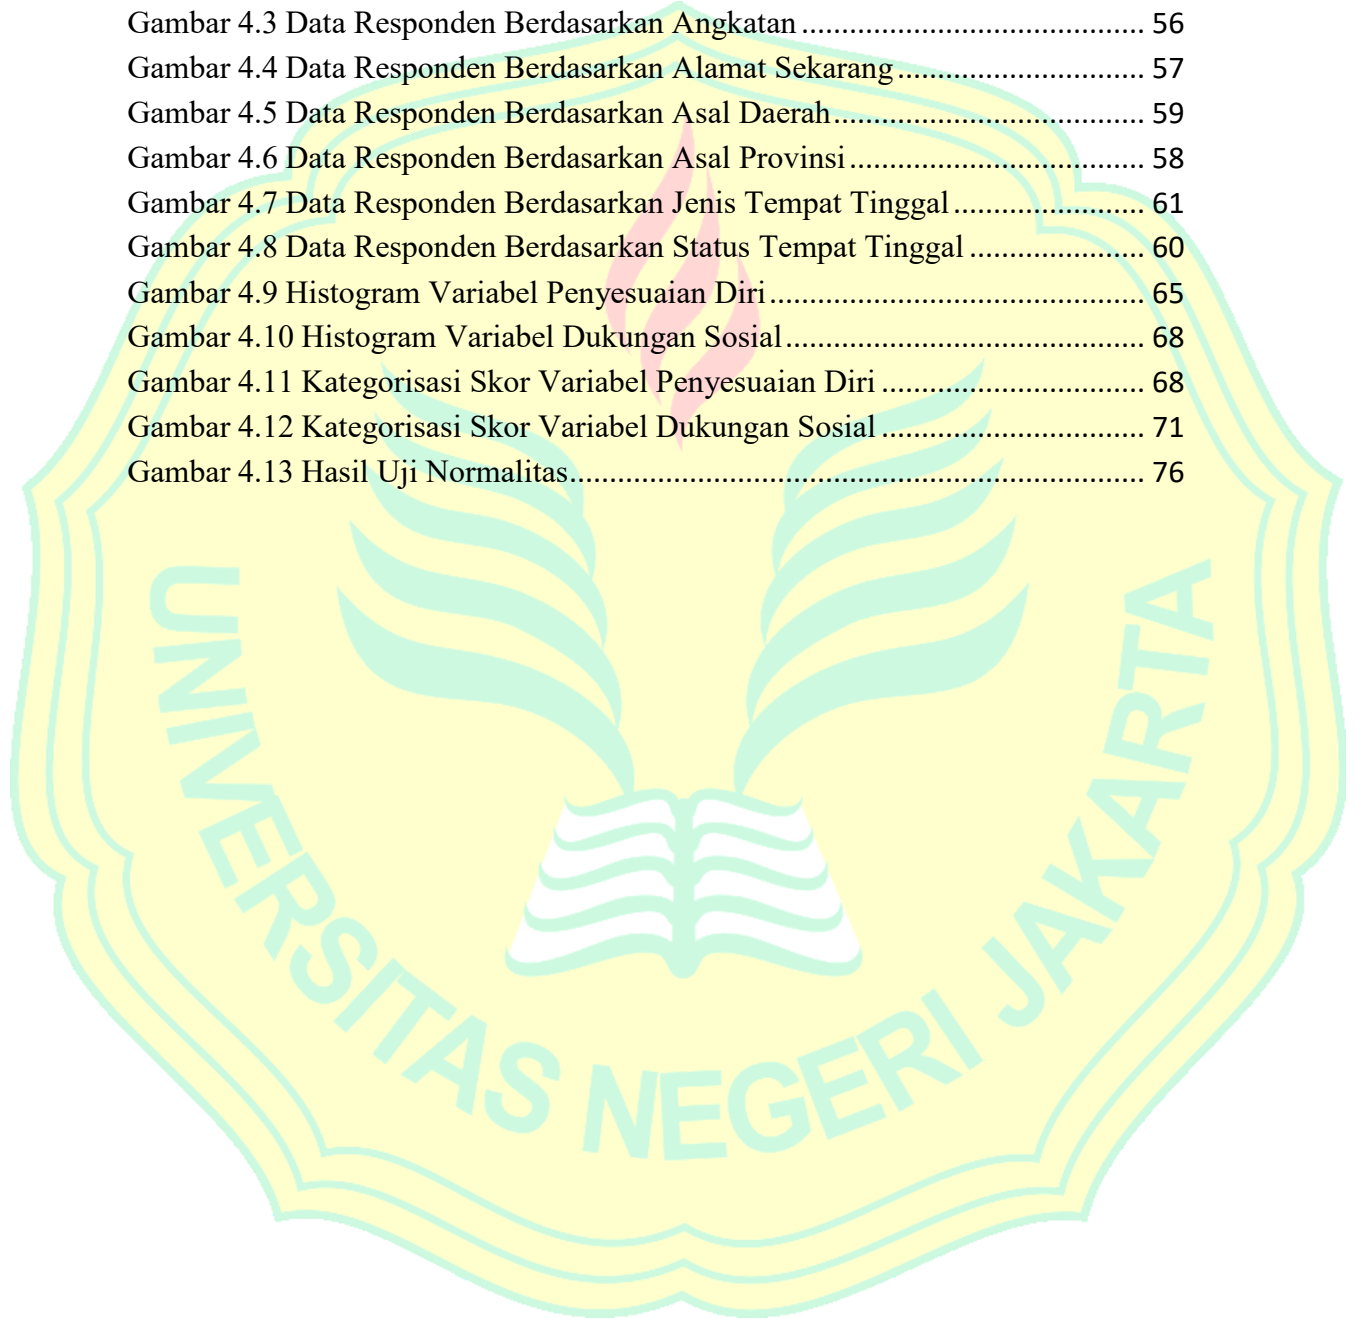 Gambar 4.3 Data Responden Berdasarkan Angkatan .......................................... 56
Gambar 4.4 Data Responden Berdasarkan Alamat Sekarang ............................... 57
Gambar 4.5 Data Responden Berdasarkan Asal Daerah ...................................... 59
Gambar 4.6 Data Responden Berdasarkan Asal Provinsi .................................... 58
Gambar 4.7 Data Responden Berdasarkan Jenis Tempat Tinggal ........................ 61
Gambar 4.8 Data Responden Berdasarkan Status Tempat Tinggal ...................... 60
Gambar 4.9 Histogram Variabel Penyesuaian Diri .............................................. 65
Gambar 4.10 Histogram Variabel Dukungan Sosial ............................................ 68
Gambar 4.11 Kategorisasi Skor Variabel Penyesuaian Diri ................................ 68
Gambar 4.12 Kategorisasi Skor Variabel Dukungan Sosial ................................ 71
Gambar 4.13 Hasil Uji Normalitas ....................................................................... 76
UNIVERSITAS NEGERI JAKARTA